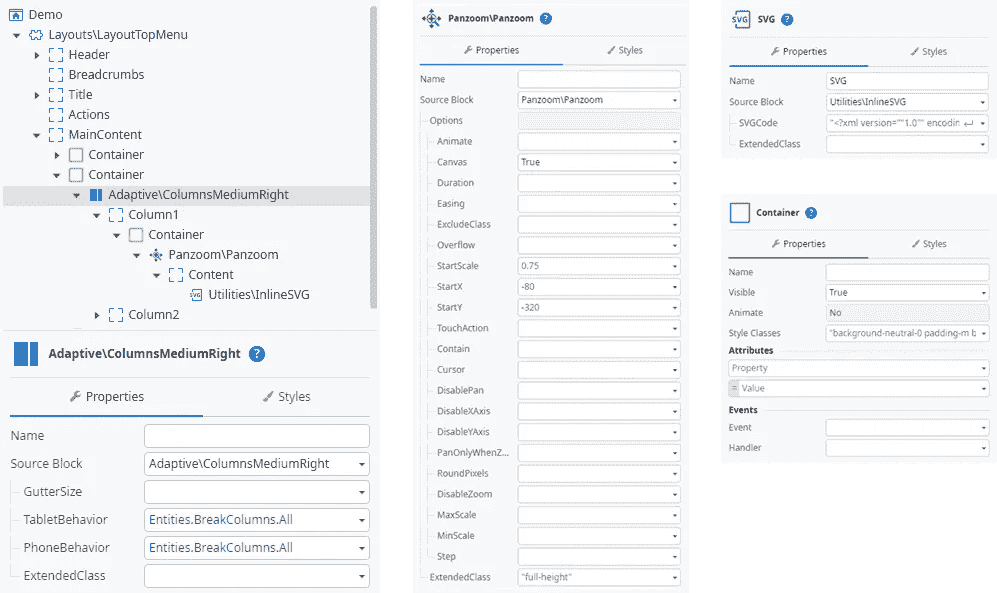 Demo
Layouts\LayoutTopMenu
Header
Breadcrumbs
Title
Actions
MainContent
Container
Container
Adaptive\ColumnsMediumRight
Column1
Container
Panzoom\Panzoom
Content
SVG Utilities\InlineSVG
Column2
Adaptive\ColumnsMediumRight ?
Properties Styles
Name
Source Block Adaptive\ColumnsMediumRight
GutterSize
TabletBehavior Entities.BreakColumns.All
PhoneBehavior Entities.BreakColumns.All
ExtendedClass
Panzoom\Panzoom ?
Properties Styles
Name
Source Block Panzoom\Panzoom
Options
Animate
Canvas True
Duration
Easing
ExcludeClass
Overflow
StartScale 0.75
StartX -80
StartY -320
TouchAction
Contain
Cursor
DisablePan
DisableXAxis
DisableYAxis
PanOnlyWhenZ...
RoundPixels
DisableZoom
MaxScale
MinScale
Step
ExtendedClass "full-height"
SVG SVG ?
Properties Styles
Name SVG
Source Block Utilities\InlineSVG
SVGCode "<?xml version=""1.0"" encodin
ExtendedClass
Container ?
Properties Styles
Name
Visible True
Animate No
Style Classes "background-neutral-0 padding-m b
Attributes
Property
= Value
Events
Event
Handler